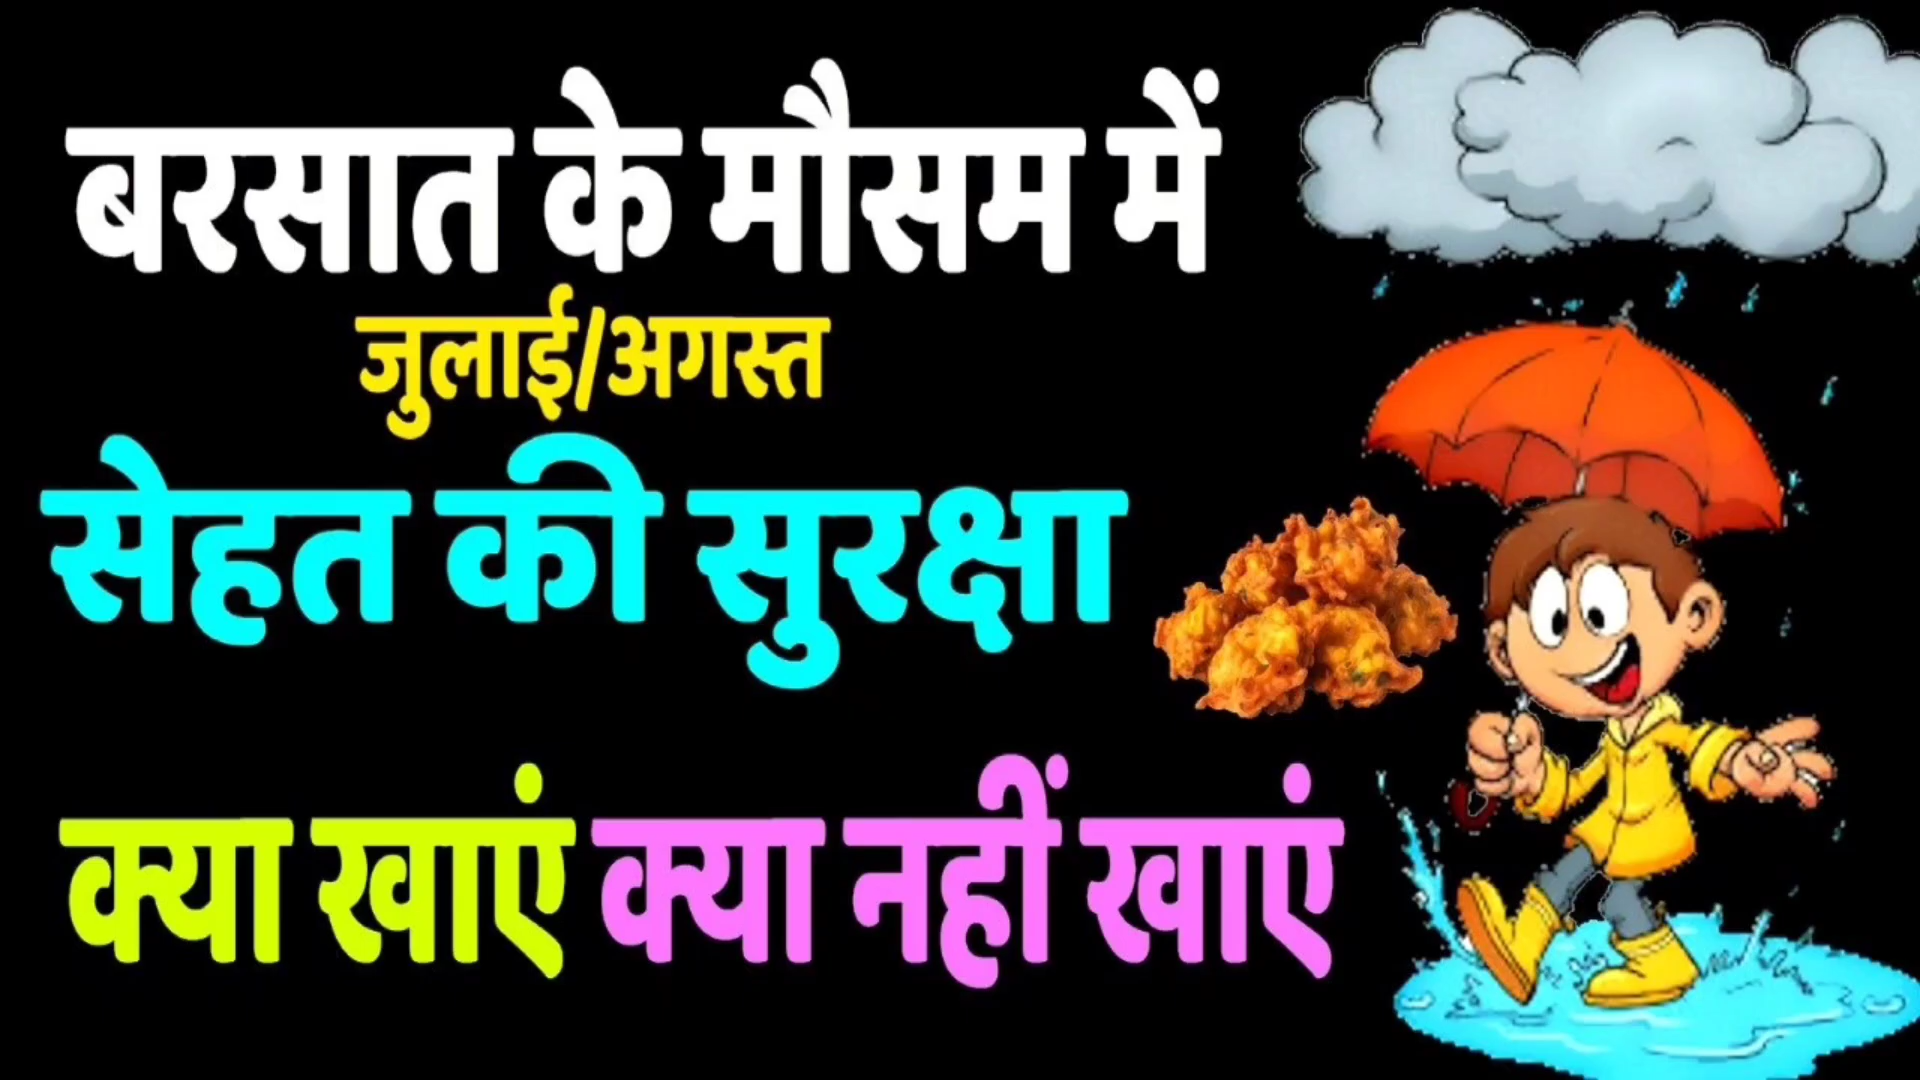 बरसात के मौसम में
जुलाई/अगस्त
सेहत की सुरक्षा
क्या खाएं क्या नहीं खाएं